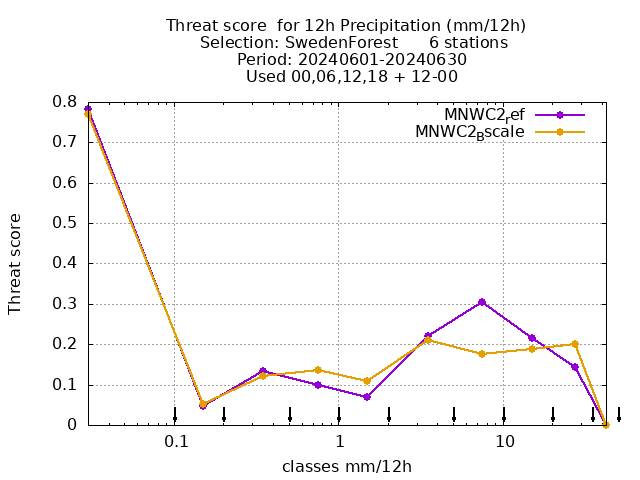 Threat score  for 12h Precipitation (mm/12h)
Selection: SwedenForest      6 stations
Period: 20240601-20240630
Used 00,06,12,18 + 12-00
MNWC2ref
MNWC2Bscale
0.8
0.7
0.6
0.5
0.4
0.3
0.2
0.1
0
Threat score
0.1
1
10
classes mm/12h